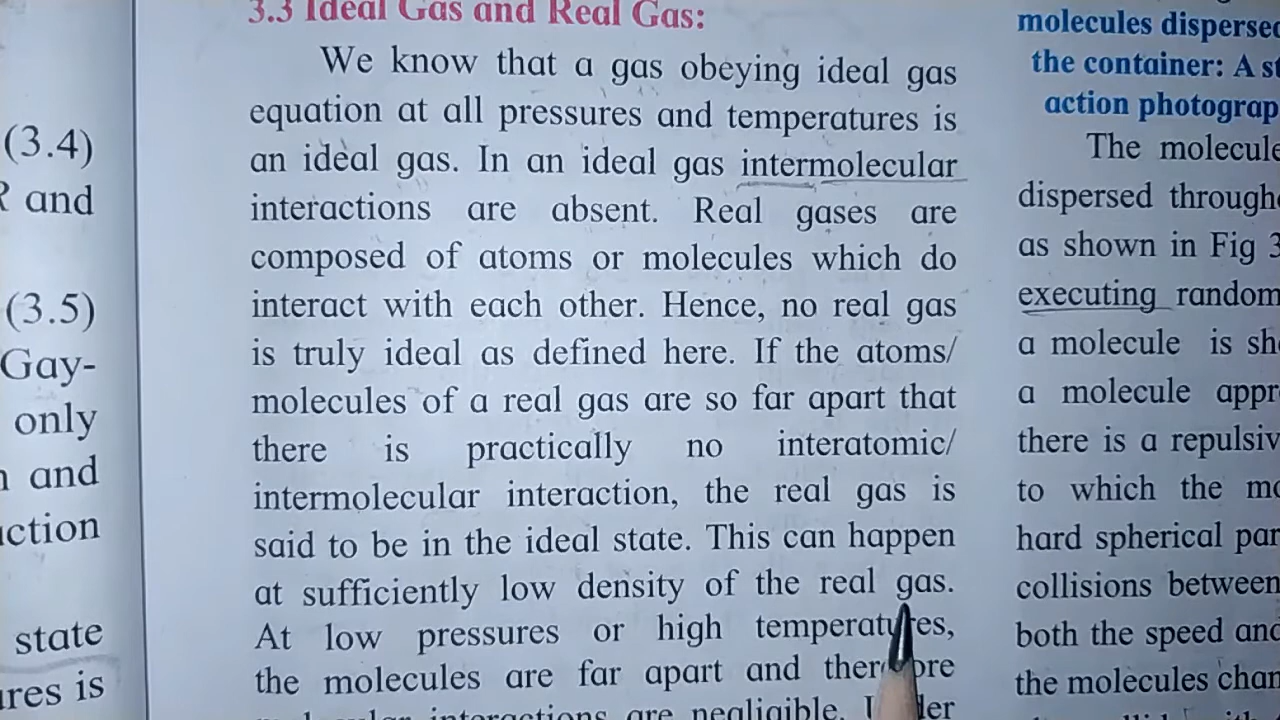 (3.4)
and
(3.5)
Gay-
only
and
state
is
3.3 Ideal Gas and Real Gas:
We know that a gas obeying ideal gas
equation at all pressures and temperatures is
an ideal gas. In an ideal gas intermolecular
interactions are absent. Real gases are
composed of atoms or molecules which do
interact with each other. Hence, no real gas
is truly ideal as defined here. If the atoms/
molecules of a real gas are so far apart that
there is practically no interatomic/
intermolecular interaction, the real gas is
said to be in the ideal state. This can happen
at sufficiently low density of the real gas.
At low pressures or high temperatures,
the molecules are far apart and therefore
interactions are negligible.
molecules dispersed
the container: A
action
The
dispersed
as shown in Fig
executing random
a molecule is
a molecule
there is a
to which the
hard spherical
collisions between
both the speed and
the molecules